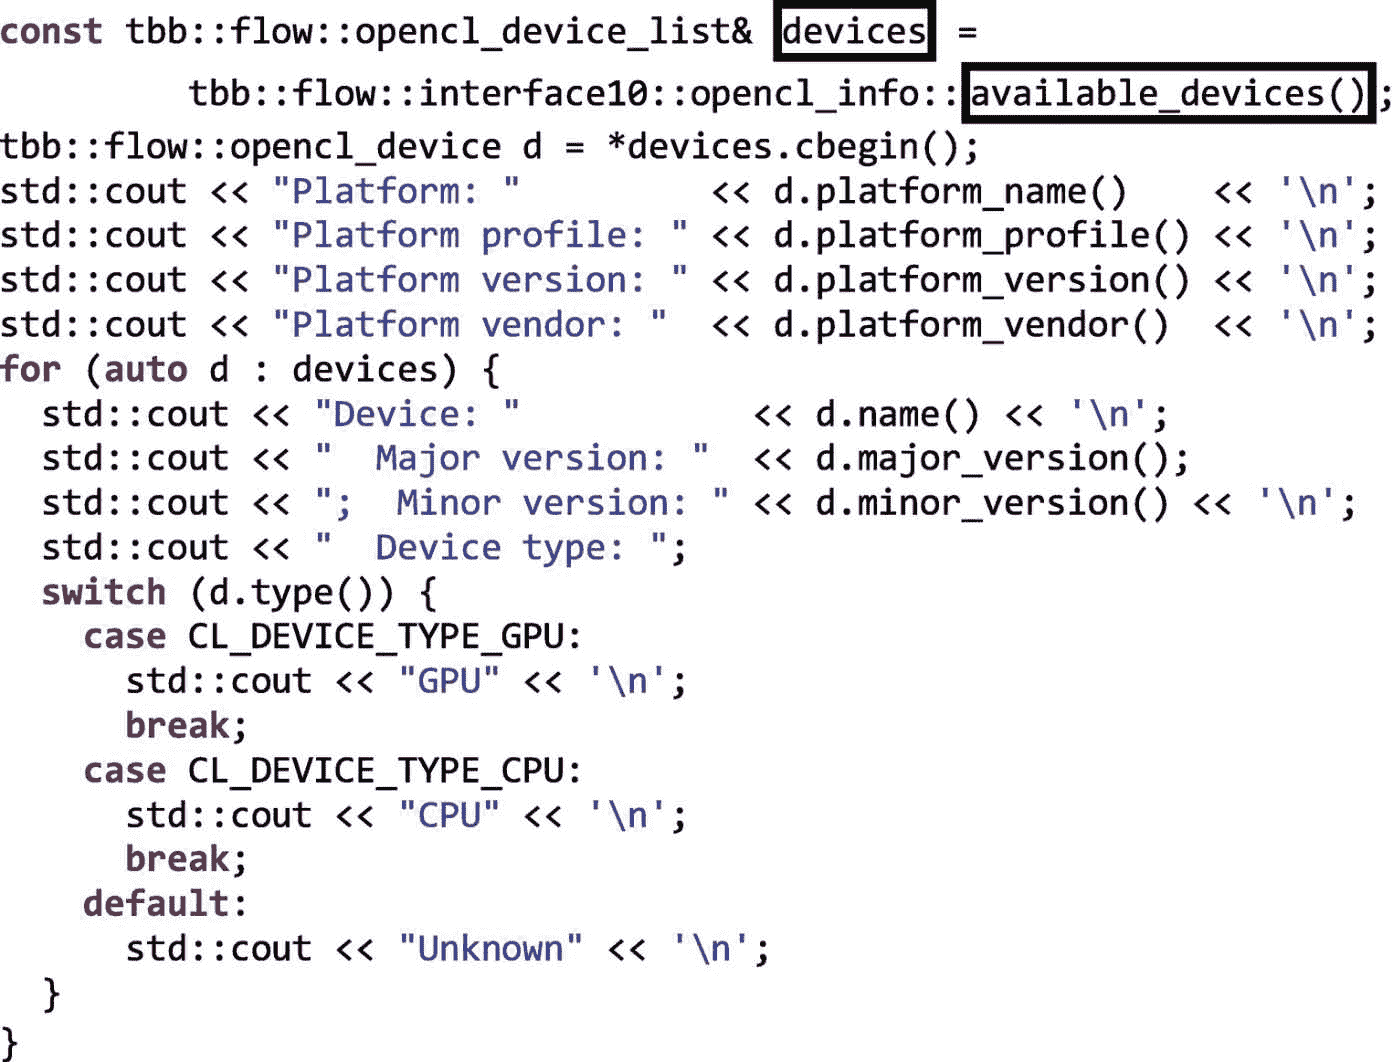 const tbb::flow::opencl_device_list& devices =
         tbb::flow::interface10::opencl_info::available_devices();
tbb::flow::opencl_device d = *devices.cbegin();
std::cout << "Platform: "         << d.platform_name()    << '\n';
std::cout << "Platform profile: " << d.platform_profile() << '\n';
std::cout << "Platform version: " << d.platform_version() << '\n';
std::cout << "Platform vendor: "  << d.platform_vendor()  << '\n';
for (auto d : devices) {
  std::cout << "Device: "           << d.name() << '\n';
  std::cout << "  Major version: "  << d.major_version();
  std::cout << ";  Minor version: " << d.minor_version() << '\n';
  std::cout << "  Device type: ";
  switch (d.type()) {
    case CL_DEVICE_TYPE_GPU:
      std::cout << "GPU" << '\n';
      break;
    case CL_DEVICE_TYPE_CPU:
      std::cout << "CPU" << '\n';
      break;
    default:
      std::cout << "Unknown" << '\n';
  }
}